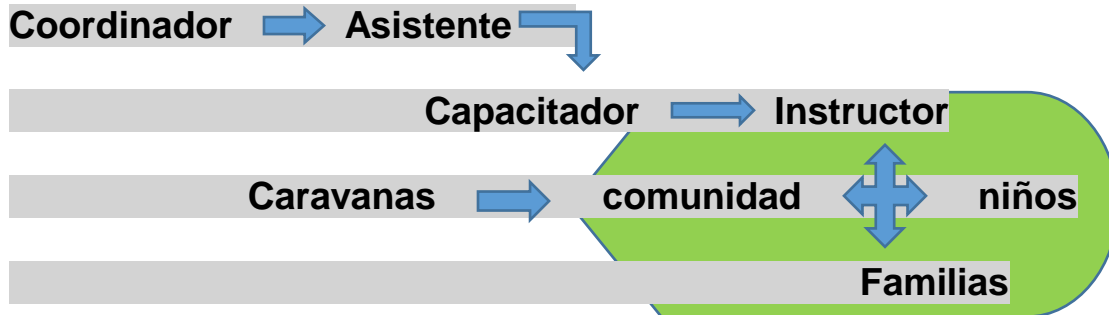 Coordinador Asistente
Capacitador Instructor
Caravanas comunidad niños
Familias